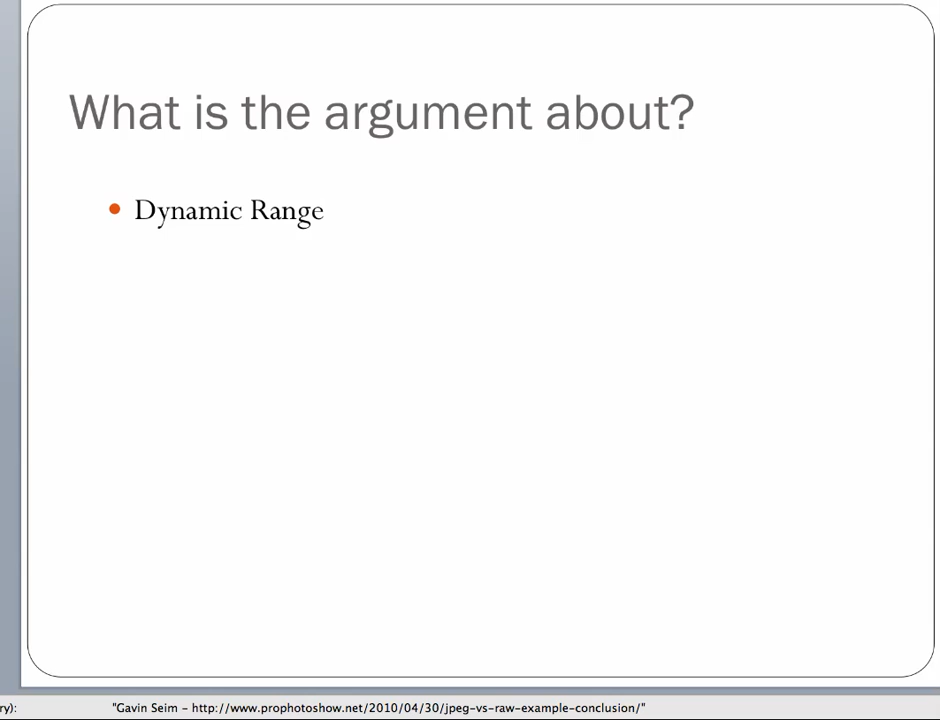 What is the argument about?
• Dynamic Range
ry): "Gavin Seim – http://www.prophotoshow.net/2010/04/30/jpeg-vs-raw-example-conclusion/"